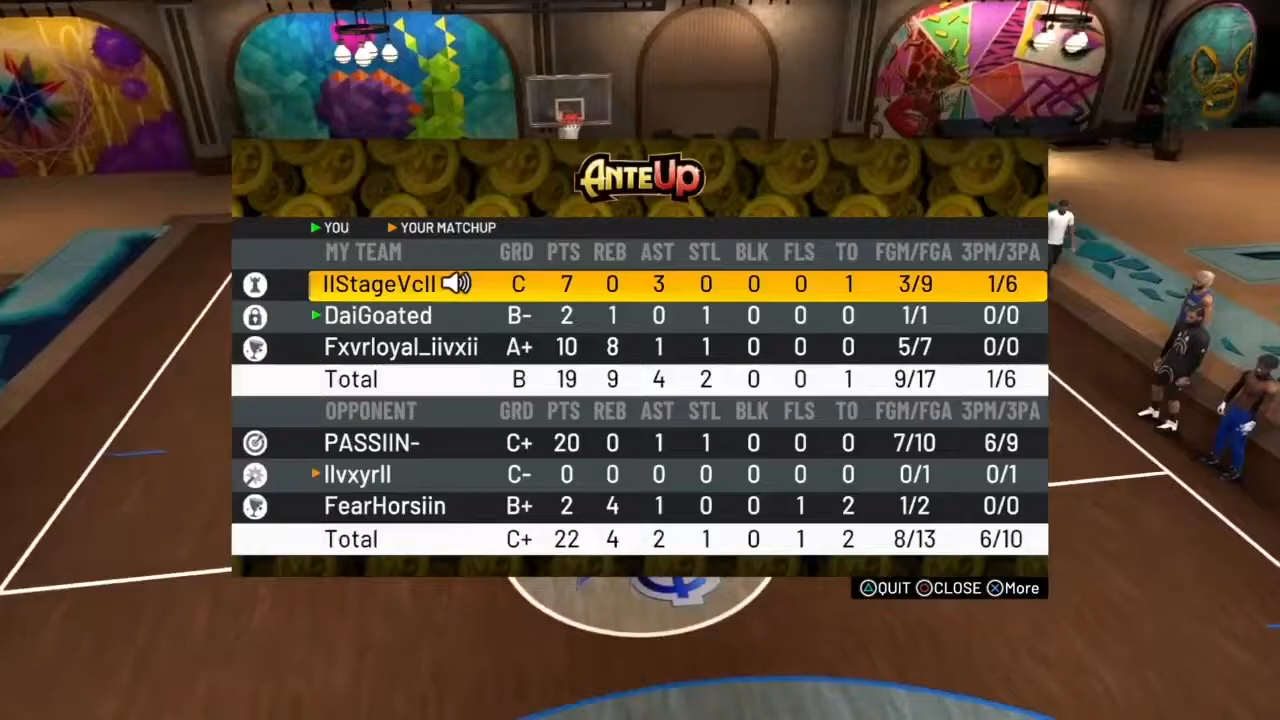 ANTEUP
YOU YOUR MATCHUP
MY TEAM GRD PTS REB AST STL BLK FLS TO FGM/FGA 3PM/3PA
IIStageVcII C 7 0 3 0 0 0 1 3/9 1/6
DaiGoated B- 2 1 0 1 0 0 0 1/1 0/0
Fxvrloyal_iivxii A+ 10 8 1 1 0 0 0 5/7 0/0
Total B 19 9 4 2 0 0 1 9/17 1/6
OPPONENT GRD PTS REB AST STL BLK FLS TO FGM/FGA 3PM/3PA
PASSIIN- C+ 20 0 1 1 0 0 0 7/10 6/9
IIvxyrII C- 0 0 0 0 0 0 0 0/1 0/1
FearHorsiin B+ 2 4 1 0 0 1 2 1/2 0/0
Total C+ 22 4 2 1 0 1 2 8/13 6/10
QUIT CLOSE More